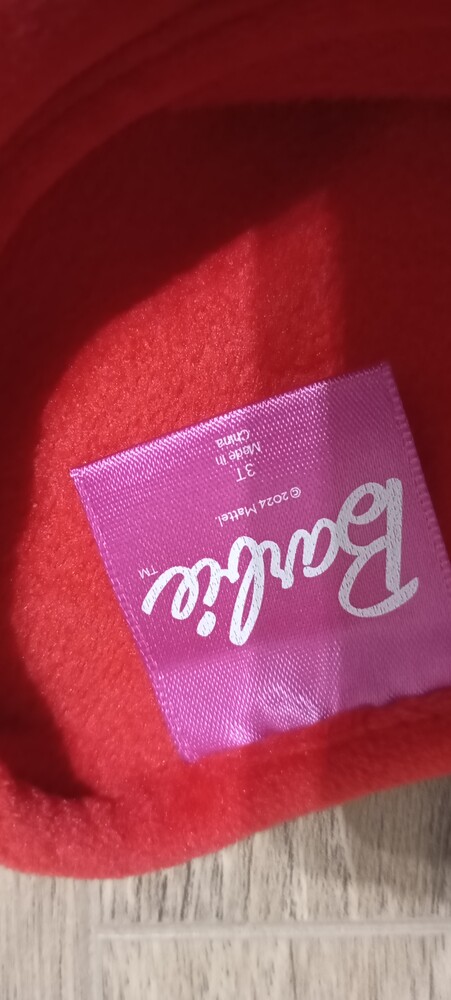 Barbie™
©2024 Mattel.
3T
Made in
China